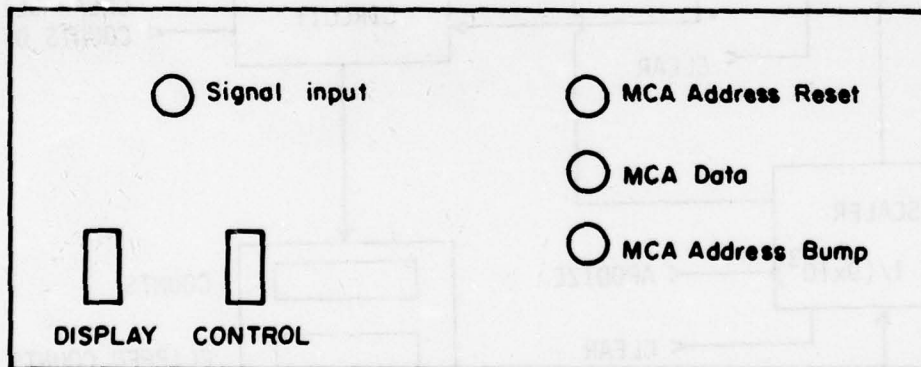 Signal input
MCA Address Reset
MCA Data
MCA Address Bump
DISPLAY CONTROL